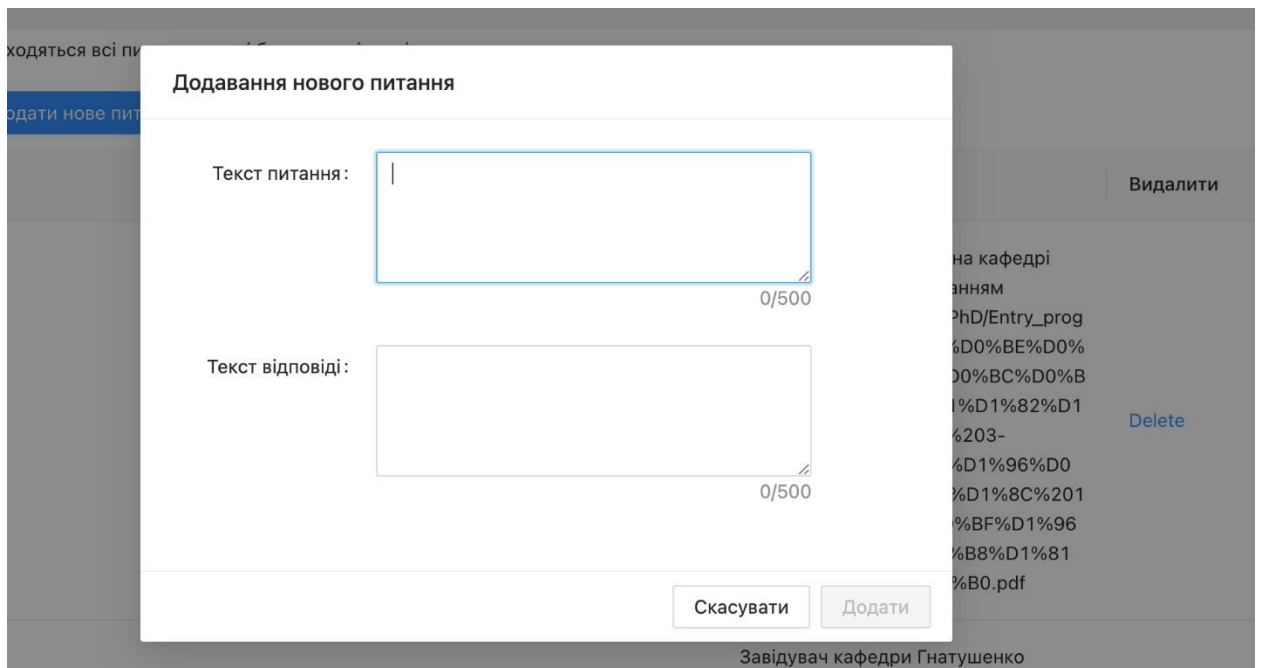 ходяться всі пи
Додавання нового питання
одати нове пит
Текст питання:
Видалити
на кафедрі
анням
0/500
PhD/Entry_prog
%D0%BE%D0%
Текст відповіді:
D0%BC%D0%B
1%D1%82%D1
Delete
%203-
%D1%96%D0
0/500
%D1%8C%201
%BF%D1%96
%B8%D1%81
%B0.pdf
Скасувати
Додати
Завідувач кафедри Гнатушенко